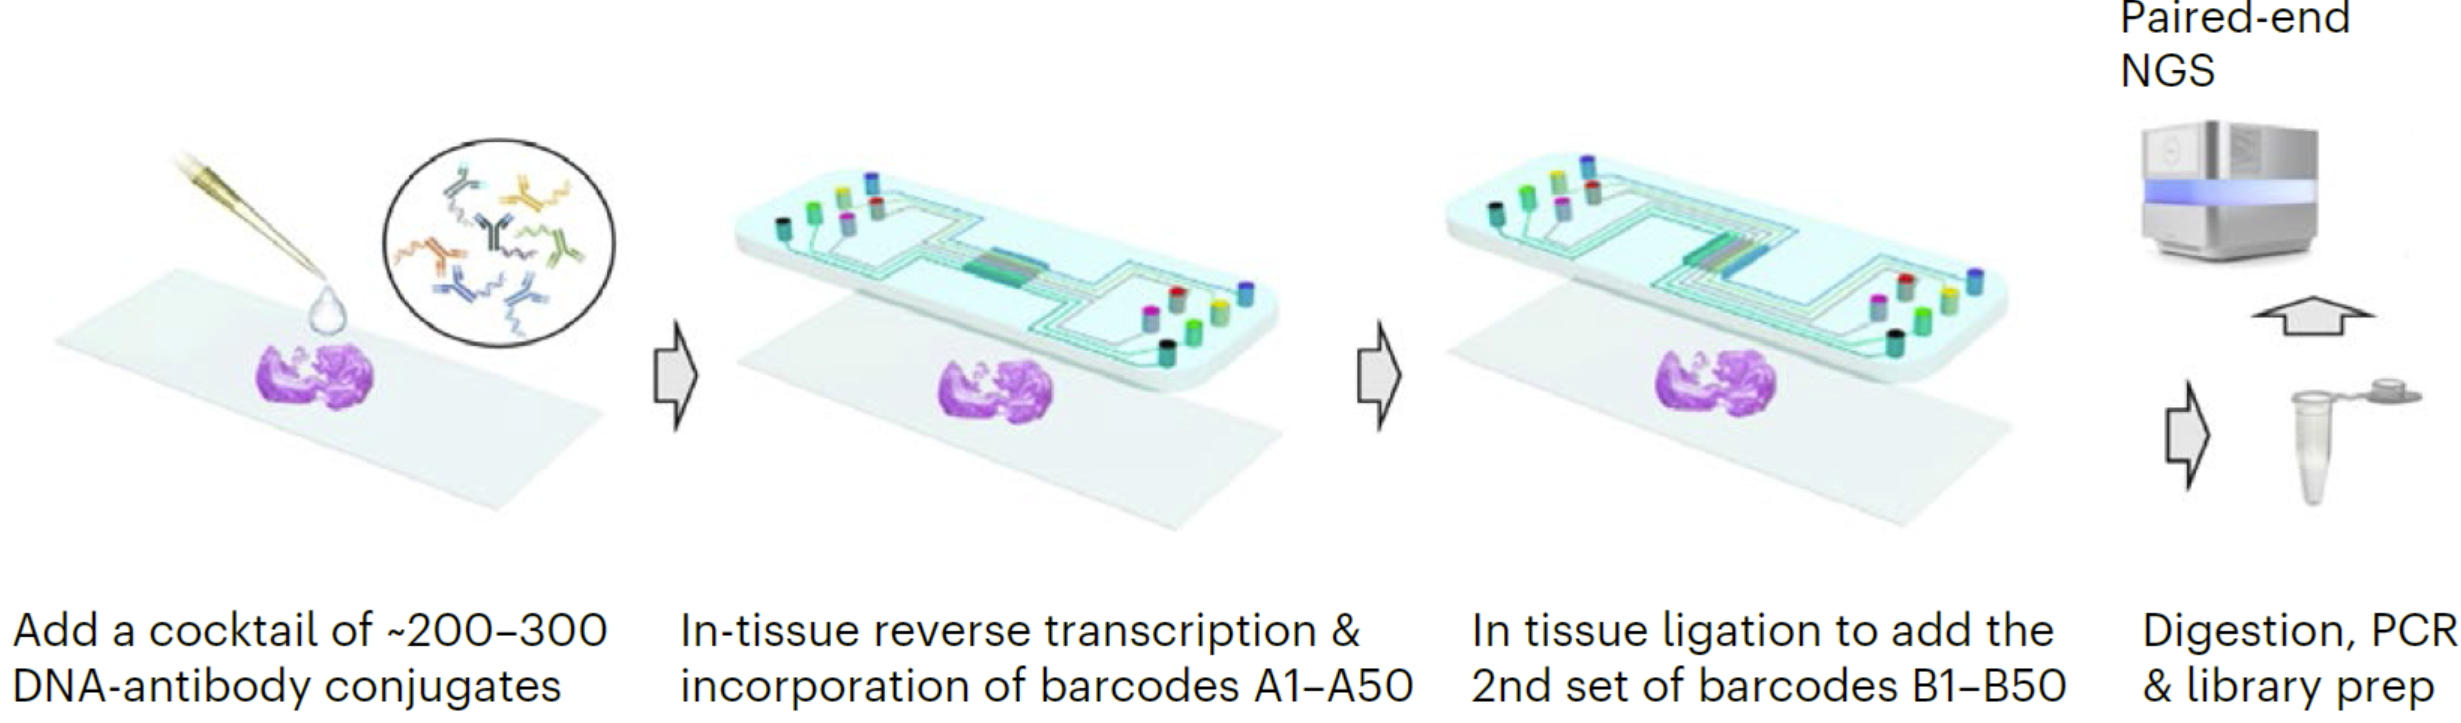 Paired-end
NGS
Add a cocktail of ~200–300
DNA-antibody conjugates
In-tissue reverse transcription &
incorporation of barcodes A1–A50
In tissue ligation to add the
2nd set of barcodes B1–B50
Digestion, PCR
& library prep